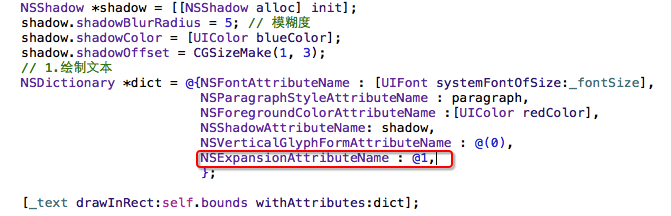 NSShadow *shadow = [[NSShadow alloc] init];
shadow.shadowBlurRadius = 5; // 模糊度
shadow.shadowColor = [UIColor blueColor];
shadow.shadowOffset = CGSizeMake(1, 3);
// 1.绘制文本
NSDictionary *dict = @{NSFontAttributeName : [UIFont systemFontOfSize:_fontSize],
NSParagraphStyleAttributeName : paragraph,
NSForegroundColorAttributeName :[UIColor redColor],
NSShadowAttributeName: shadow,
NSVerticalGlyphFormAttributeName : @(0),
NSExpansionAttributeName : @1,
};
[_text drawInRect:self.bounds withAttributes:dict];